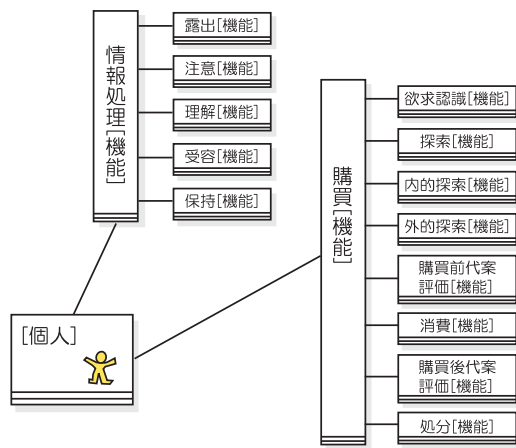 情報処理[機能]
露出[機能]
注意[機能]
理解[機能]
受容[機能]
保持[機能]
[個人]
購買[機能]
欲求認識[機能]
探索[機能]
内的探索[機能]
外的探索[機能]
購買前代案
評価[機能]
消費[機能]
購買後代案
評価[機能]
処分[機能]